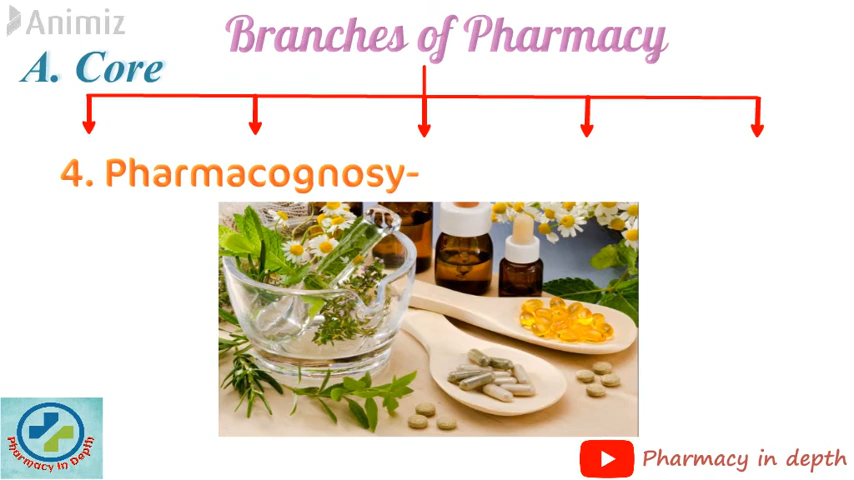 Animiz
Branches of Pharmacy
A. Core
4. Pharmacognosy-
Pharmacy In Depth
Pharmacy in depth